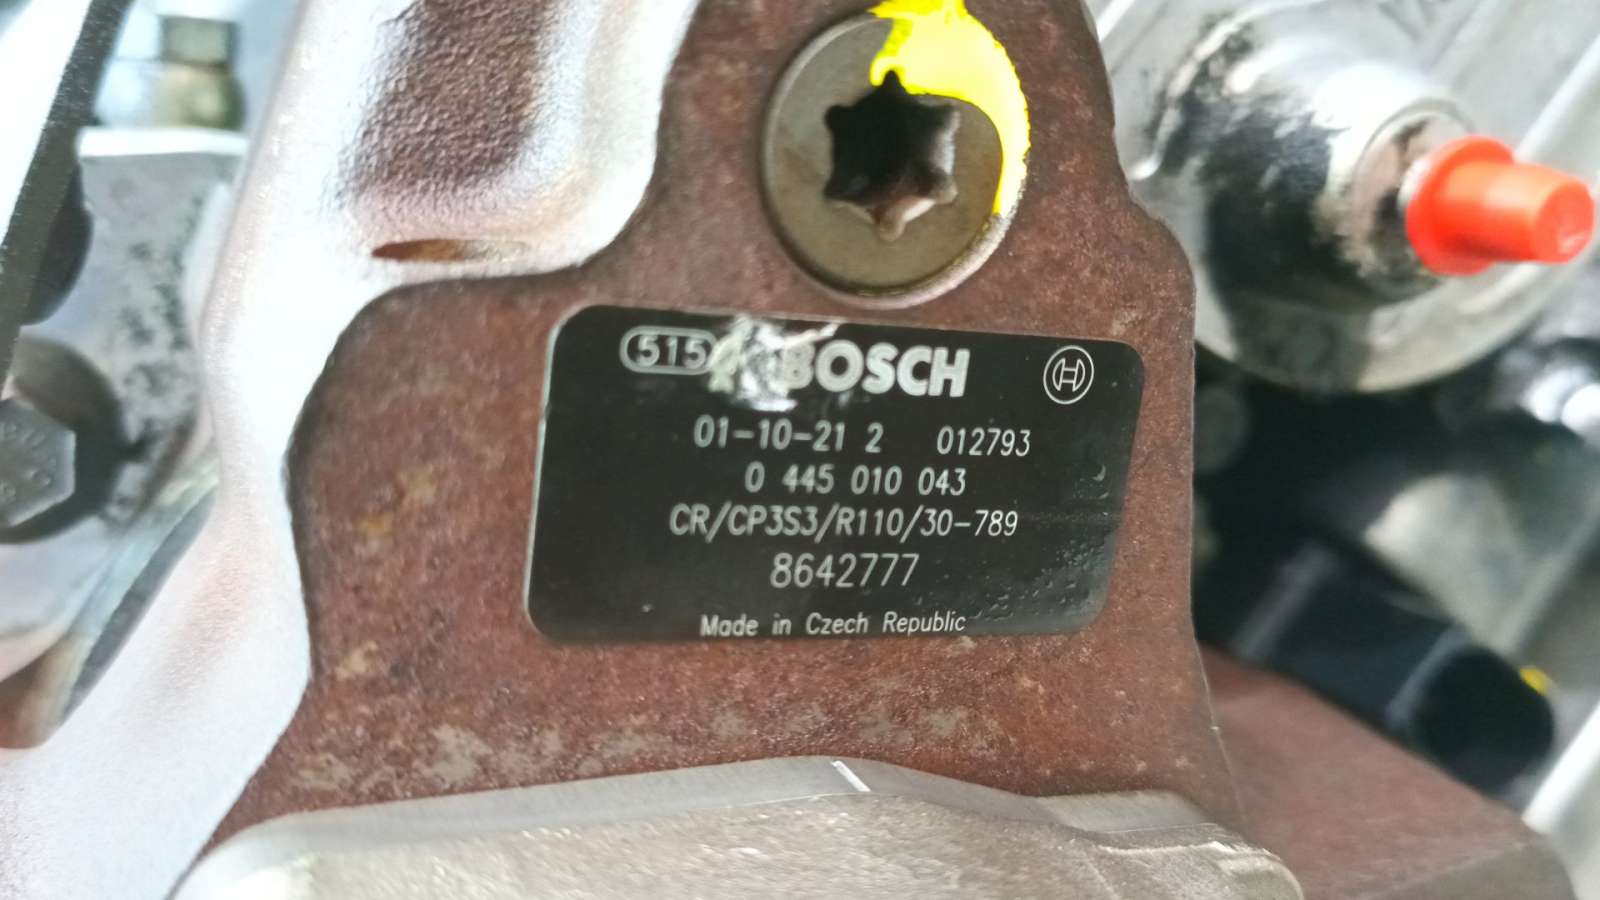 515 BOSCH
01-10-21 2 012793
0 445 010 043
CR/CP3S3/R110/30-789
8642777
Made in Czech Republic